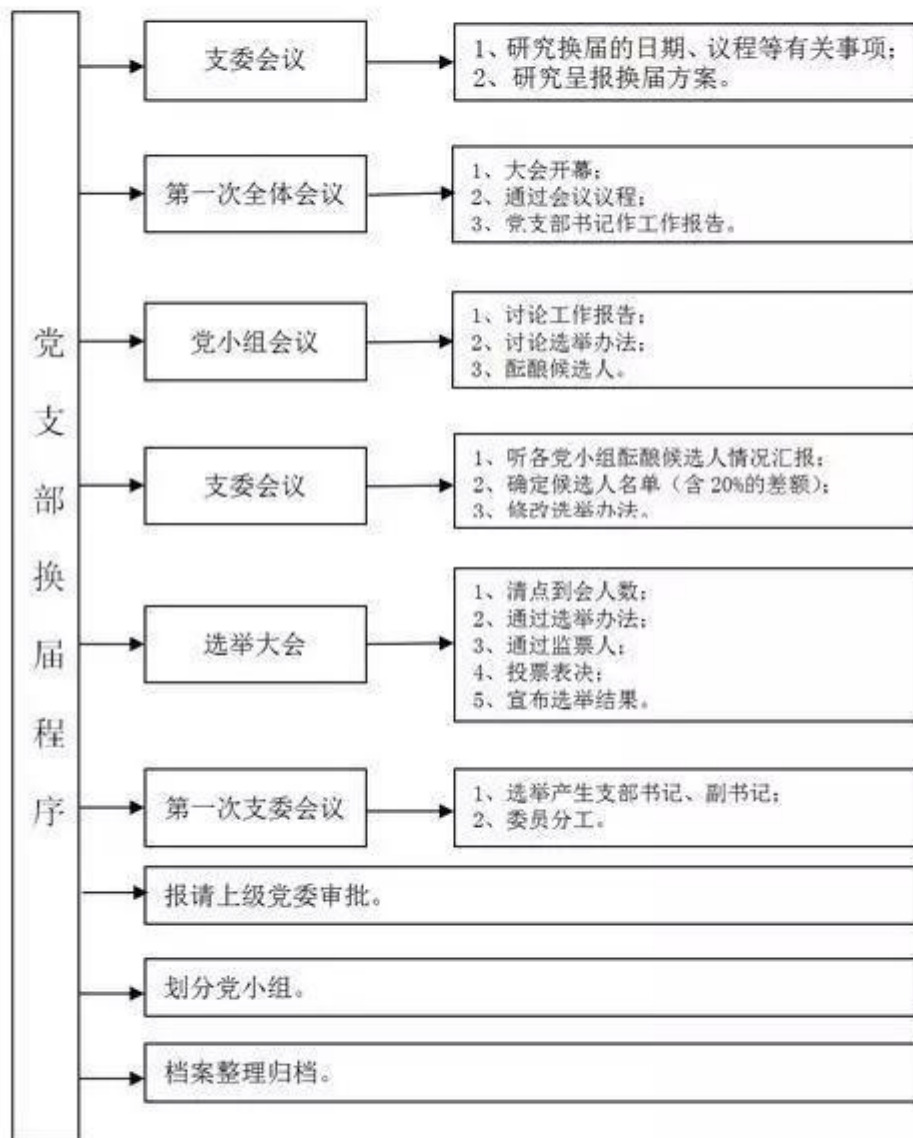 党支部换届程序
支委会议
1、研究换届的日期、议程等有关事项；
2、研究呈报换届方案。
第一次全体会议
1、大会开幕；
2、通过会议议程；
3、党支部书记作工作报告。
党小组会议
1、讨论工作报告；
2、讨论选举办法；
3、酝酿候选人。
支委会议
1、听各党小组酝酿候选人情况汇报；
2、确定候选人名单（含 20%的差额）；
3、修改选举办法。
选举大会
1、清点到会人数；
2、通过选举办法；
3、通过监票人；
4、投票表决；
5、宣布选举结果。
第一次支委会议
1、选举产生支部书记、副书记；
2、委员分工。
报请上级党委审批。
划分党小组。
档案整理归档。